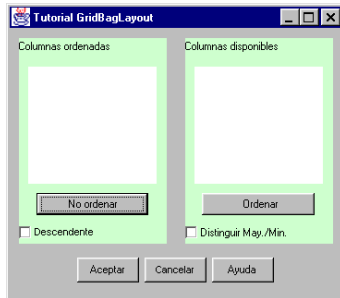 Tutorial GridBagLayout
Columnas ordenadas
Columnas disponibles
No ordenar
Ordenar
Descendente
Distinguir May./Min.
Aceptar
Cancelar
Ayuda